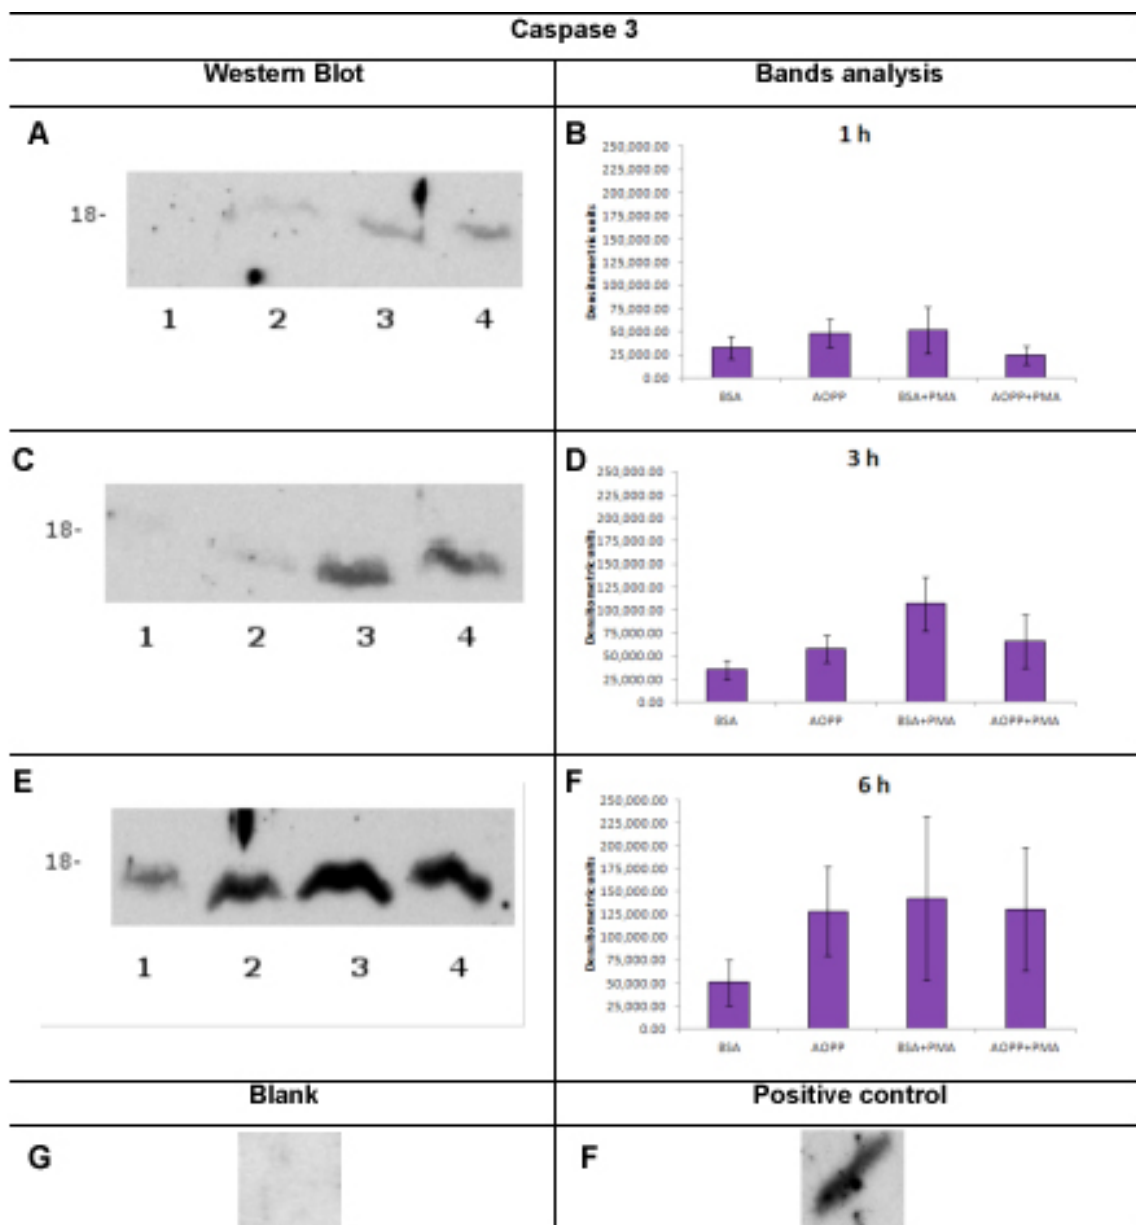 Caspase 3
Western Blot Bands analysis
A
18-
1 2 3 4
B
1 h
250,000.00
225,000.00
200,000.00
175,000.00
150,000.00
125,000.00
100,000.00
75,000.00
50,000.00
25,000.00
0.00
Densitometric units
BSA AOPP BSA+PMA AOPP+PMA
C
18-
1 2 3 4
D
3 h
250,000.00
225,000.00
200,000.00
175,000.00
150,000.00
125,000.00
100,000.00
75,000.00
50,000.00
25,000.00
0.00
Densitometric units
BSA AOPP BSA+PMA AOPP+PMA
E
18-
1 2 3 4
F
6 h
250,000.00
225,000.00
200,000.00
175,000.00
150,000.00
125,000.00
100,000.00
75,000.00
50,000.00
25,000.00
0.00
Densitometric units
BSA AOPP BSA+PMA AOPP+PMA
Blank Positive control
G F